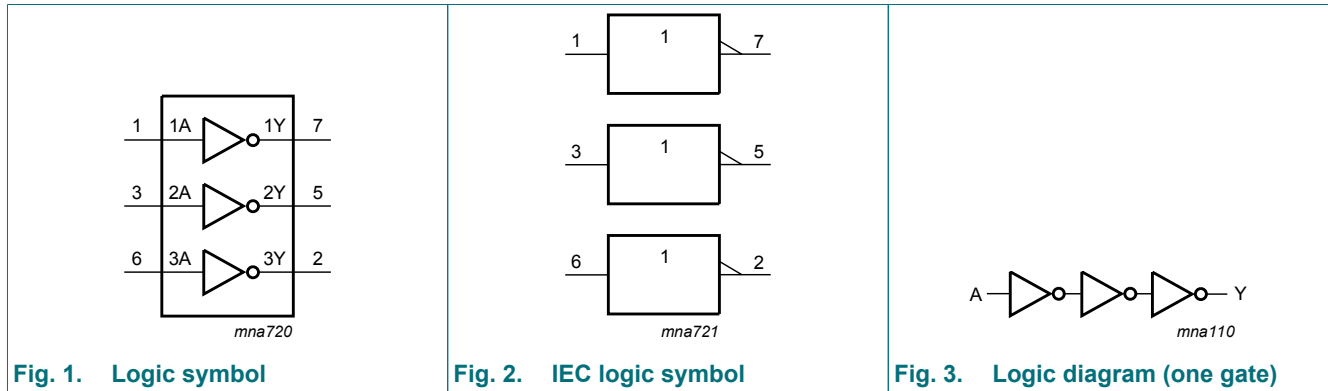 1 1A 1Y 7
3 2A 2Y 5
6 3A 3Y 2
mna720
Fig. 1. Logic symbol
1 1 7
3 1 5
6 1 2
mna721
Fig. 2. IEC logic symbol
A Y
mna110
Fig. 3. Logic diagram (one gate)